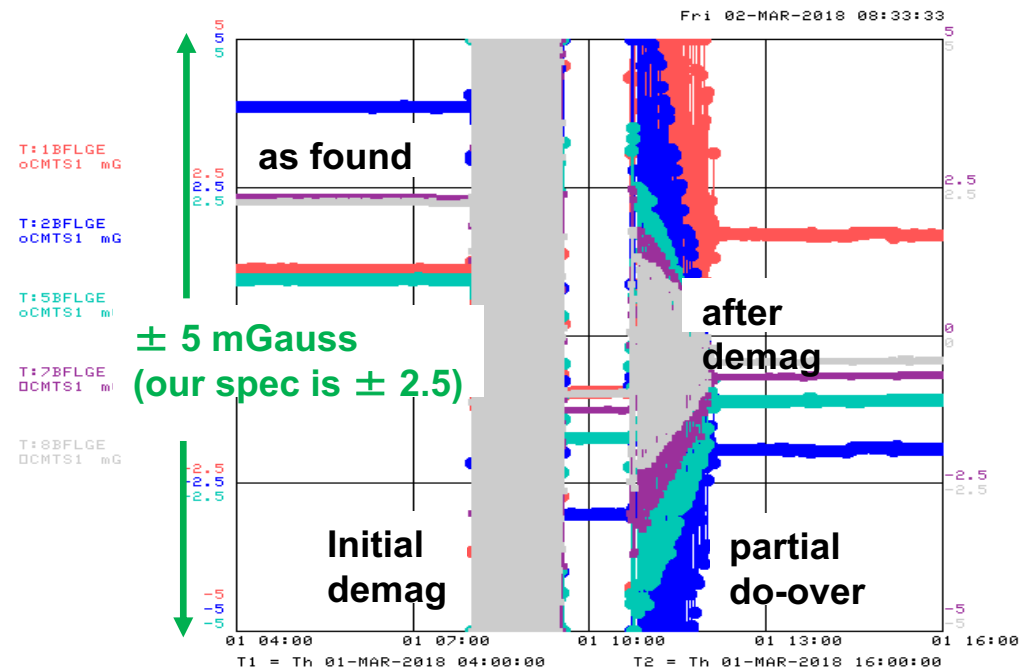 Fri 02-MAR-2018 08:33:33
5
5
5
5
5
T:1BFLGE
oCMTS1 mG
as found
2.5
2.5
2.5
2.5
2.5
T:2BFLGE
oCMTS1 mG
T:5BFLGE
oCMTS1 m
± 5 mGauss
(our spec is ± 2.5)
after
demag
0
0
T:7BFLGE
□CMTS1 m
T:8BFLGE
□CMTS1 mG
-2.5
-2.5
-2.5
-2.5
-2.5
Initial
demag
partial
do-over
-5
-5
-5
-5
-5
01 04:00 01 07:00 01 10:00 01 13:00 01 16:00
T1 = Th 01-MAR-2018 04:00:00 T2 = Th 01-MAR-2018 16:00:00